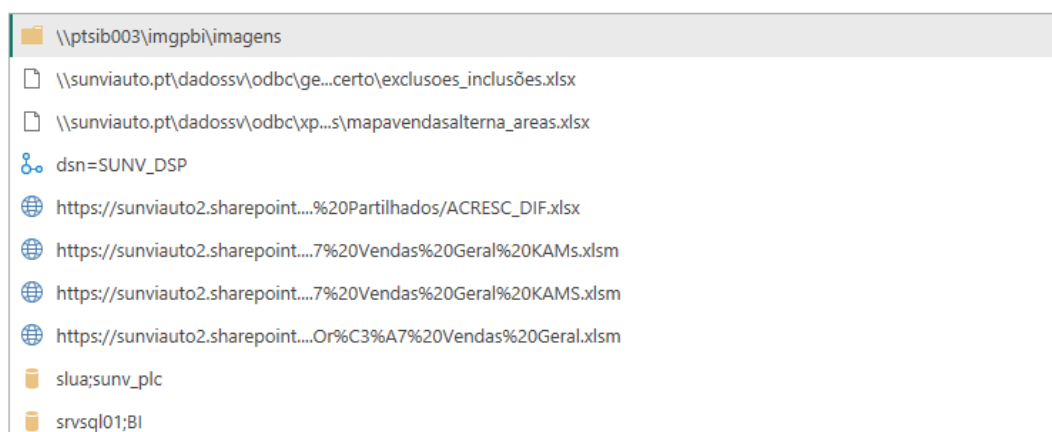 \\ptsib003\imgpbi\imagens
\\sunviauto.pt\dadossv\odbc\ge...certo\exclusoes_inclusões.xlsx
\\sunviauto.pt\dadossv\odbc\xp...s\mapavendasalterna_areas.xlsx
dsn=SUNV_DSP
https://sunviauto2.sharepoint....%20Partilhados/ACRESC_DIF.xlsx
https://sunviauto2.sharepoint....7%20Vendas%20Geral%20KAMs.xlsm
https://sunviauto2.sharepoint....7%20Vendas%20Geral%20KAMS.xlsm
https://sunviauto2.sharepoint....Or%C3%A7%20Vendas%20Geral.xlsm
slua;sunv_plc
srvsql01;BI